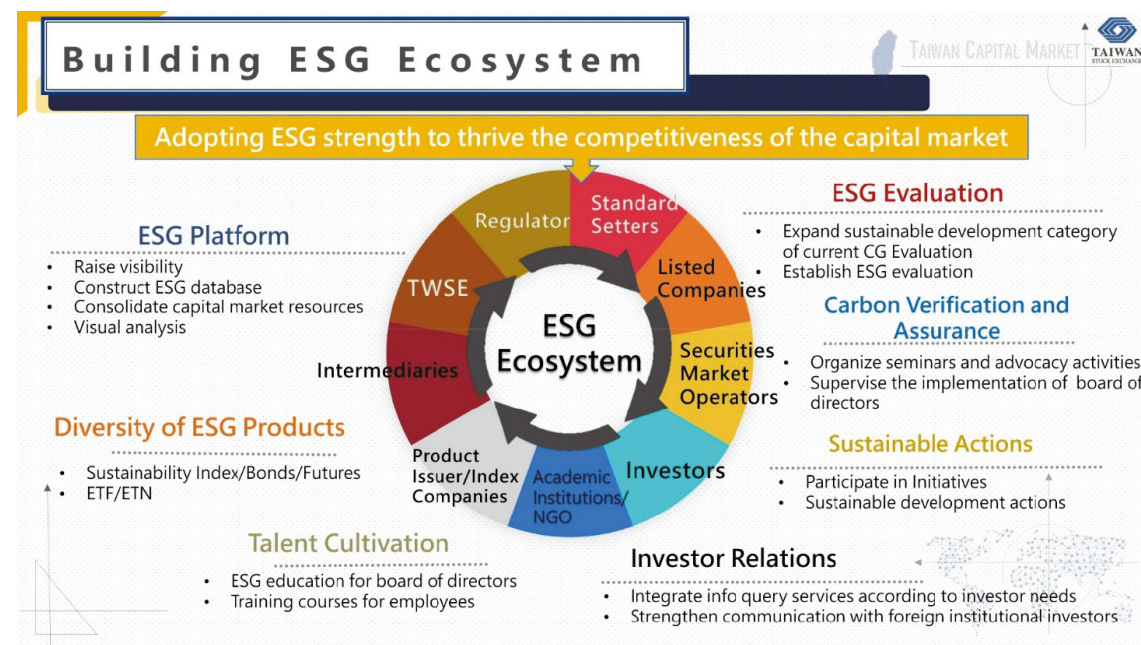 Building ESG Ecosystem
TAIWAN CAPITAL MARKET
TAIWAN
STOCK EXCHANGE
Adopting ESG strength to thrive the competitiveness of the capital market
ESG Platform
• Raise visibility
• Construct ESG database
• Consolidate capital market resources
• Visual analysis
Diversity of ESG Products
• Sustainability Index/Bonds/Futures
• ETF/ETN
Talent Cultivation
• ESG education for board of directors
• Training courses for employees
ESG
Ecosystem
Regulator
Standard
Setters
Listed
Companies
Securities
Market
Operators
Investors
Academic
Institutions/
NGO
Product
Issuer/Index
Companies
Intermediaries
TWSE
ESG Evaluation
• Expand sustainable development category
of current CG Evaluation
• Establish ESG evaluation
Carbon Verification and
Assurance
• Organize seminars and advocacy activities
• Supervise the implementation of board of
directors
Sustainable Actions
• Participate in Initiatives
• Sustainable development actions
Investor Relations
• Integrate info query services according to investor needs
• Strengthen communication with foreign institutional investors